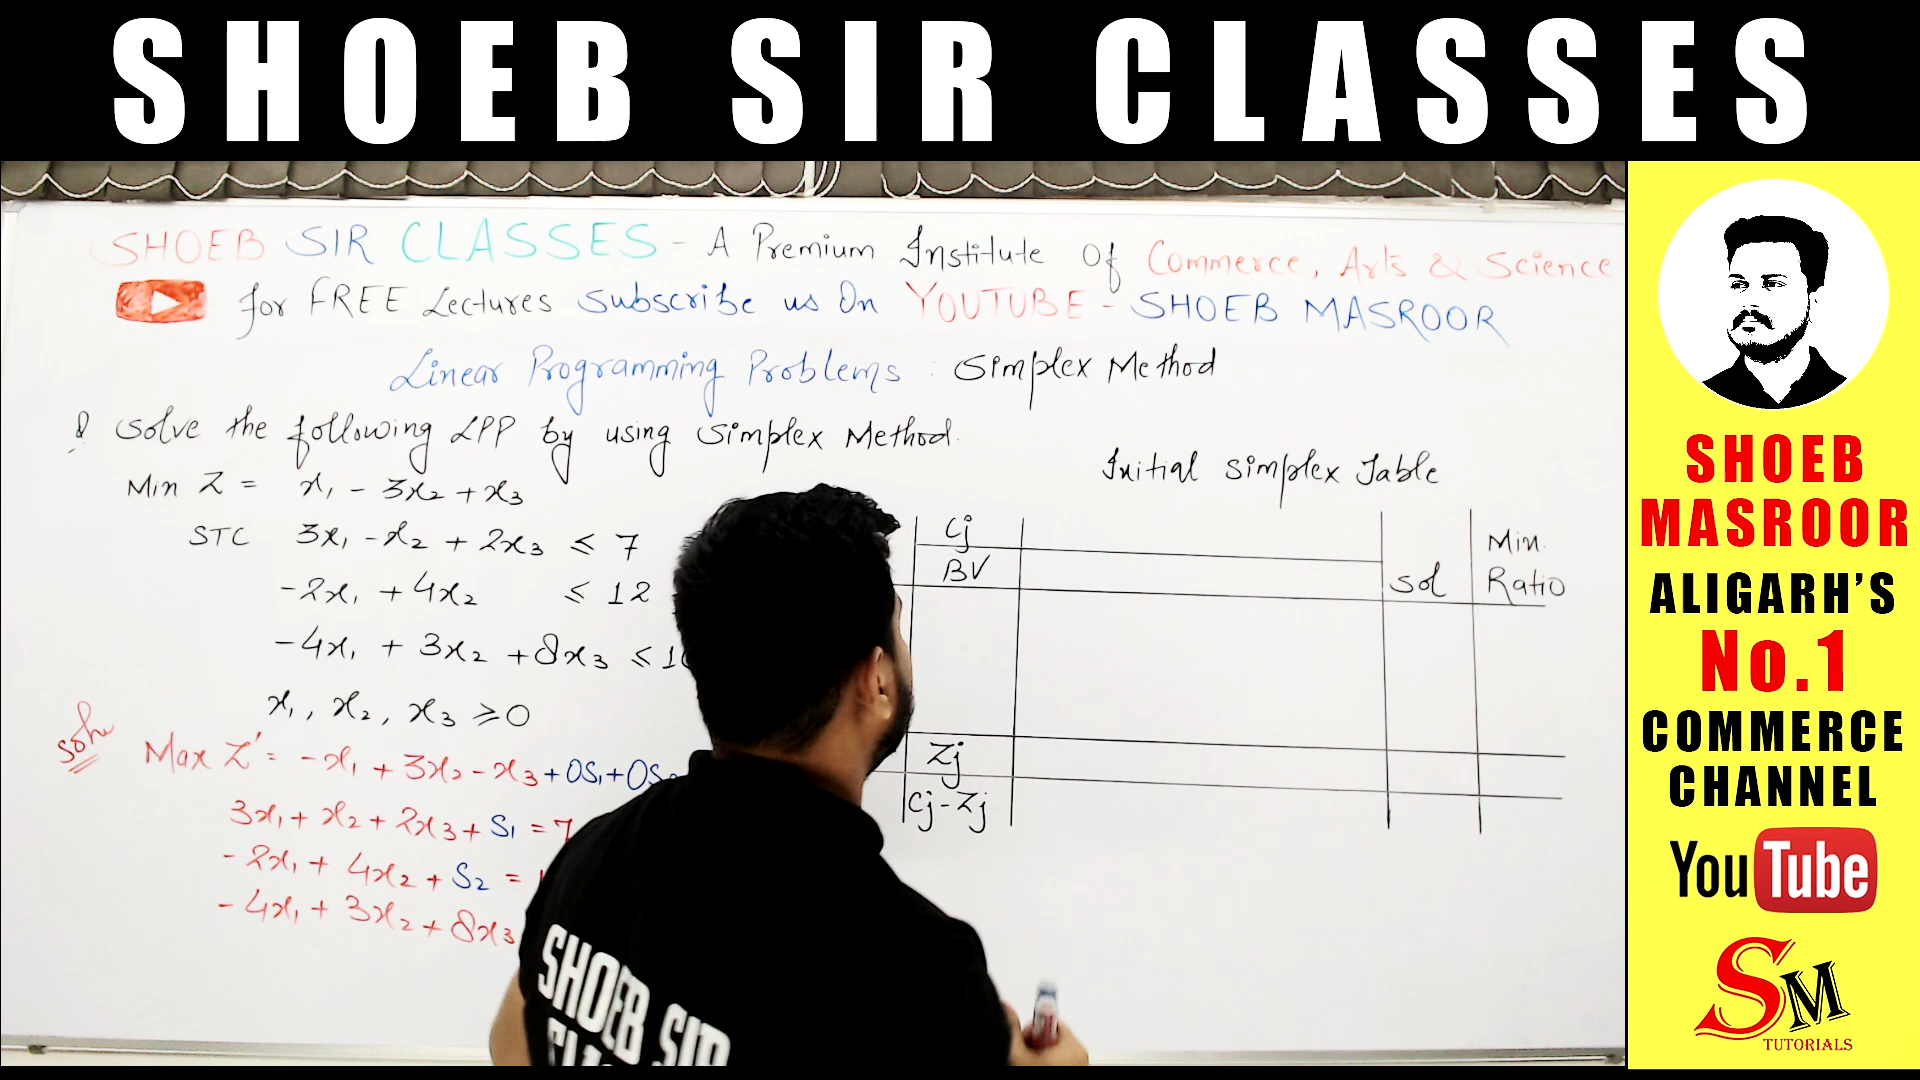 SHOEB SIR CLASSES
SHOEB SIR CLASSES - A Premium Institute Of Commerce, Arts & Science
for FREE Lectures Subscribe us On YOUTUBE - SHOEB MASROOR
Linear Programming Problems : Simplex Method
Q Solve the following LPP by using Simplex Method.
Min Z = x₁ - 3x₂ + x₃
STC 3x₁ - x₂ + 2x₃ ≤ 7
-2x₁ + 4x₂ ≤ 12
-4x₁ + 3x₂ + 8x₃ ≤ 1
x₁, x₂, x₃ ≥ 0
Soln
Max Z' = -x₁ + 3x₂ - x₃ + 0S₁ + 0S
3x₁ + x₂ + 2x₃ + S₁ = 7
-2x₁ + 4x₂ + S₂ =
-4x₁ + 3x₂ + 8x₃
Initial Simplex Table
Cj
BV
Sol
Min.
Ratio
Zj
Cj - Zj
SHOEB SIR
SHOEB
MASROOR
ALIGARH'S
No.1
COMMERCE
CHANNEL
YouTube
SM
TUTORIALS